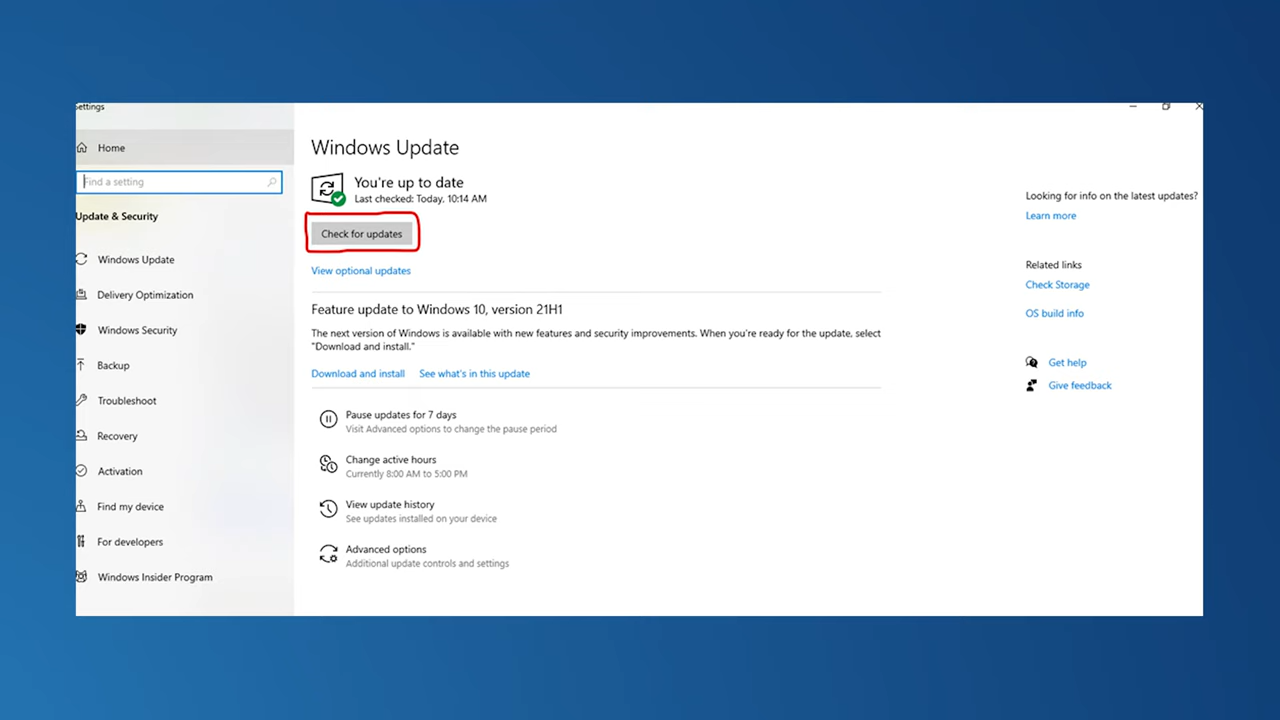 ettings
Home
Find a setting
Update & Security
Windows Update
Delivery Optimization
Windows Security
Backup
Troubleshoot
Recovery
Activation
Find my device
For developers
Windows Insider Program
Windows Update
You're up to date
Last checked: Today, 10:14 AM
Check for updates
View optional updates
Feature update to Windows 10, version 21H1
The next version of Windows is available with new features and security improvements. When you're ready for the update, select
"Download and install."
Download and install See what's in this update
Pause updates for 7 days
Visit Advanced options to change the pause period
Change active hours
Currently 8:00 AM to 5:00 PM
View update history
See updates installed on your device
Advanced options
Additional update controls and settings
Looking for info on the latest updates?
Learn more
Related links
Check Storage
OS build info
Get help
Give feedback